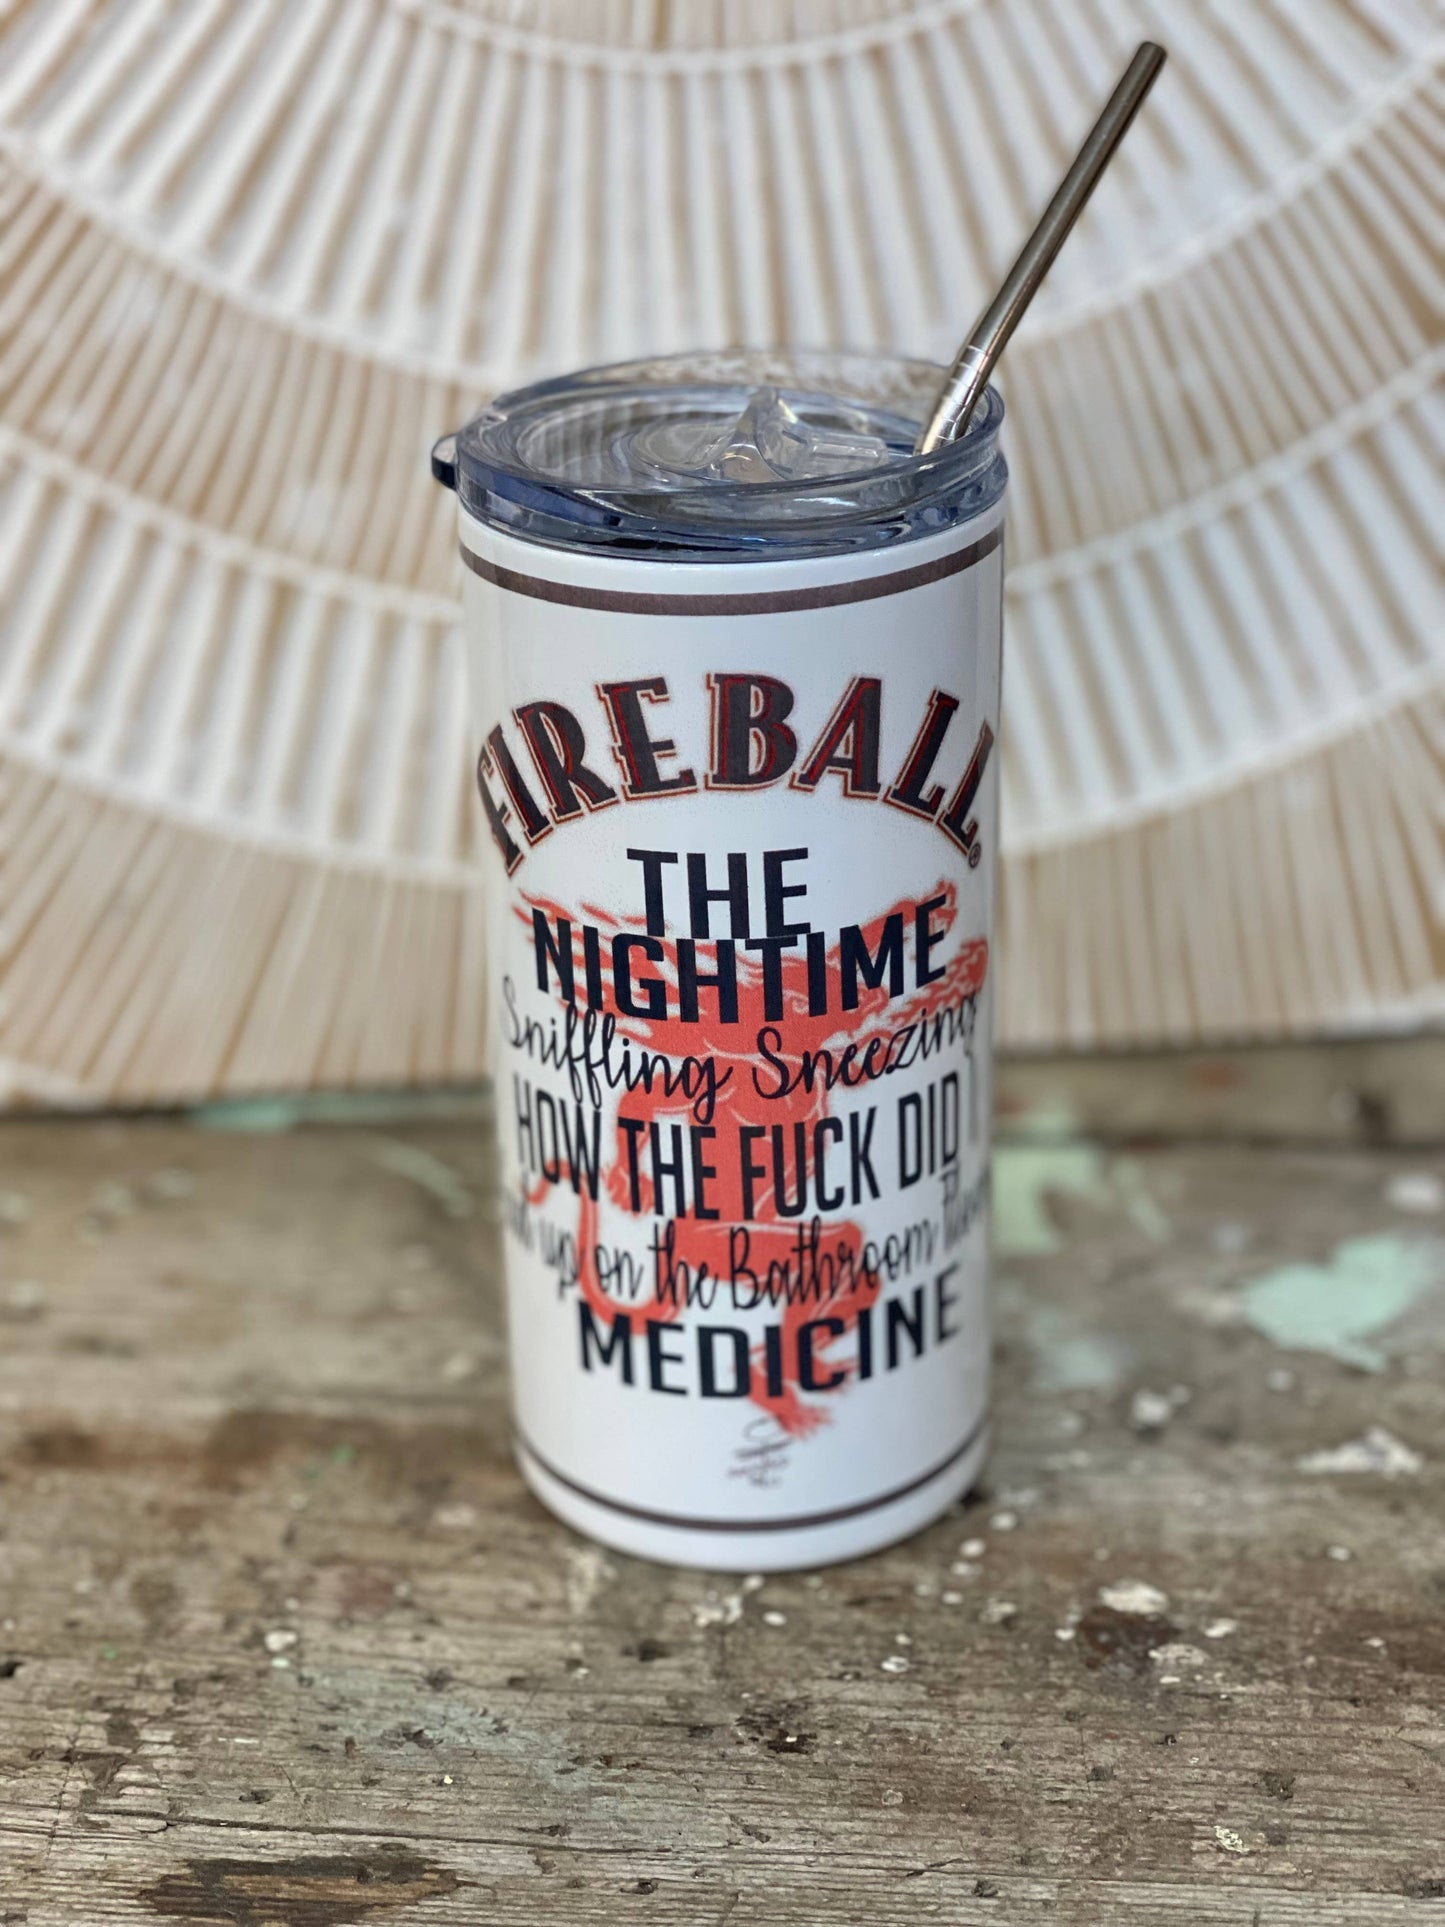 FIREBALL®
THE
NIGHTIME
Sniffling Sneezing
HOW THE FUCK DID I
up on the Bathroom
MEDICINE